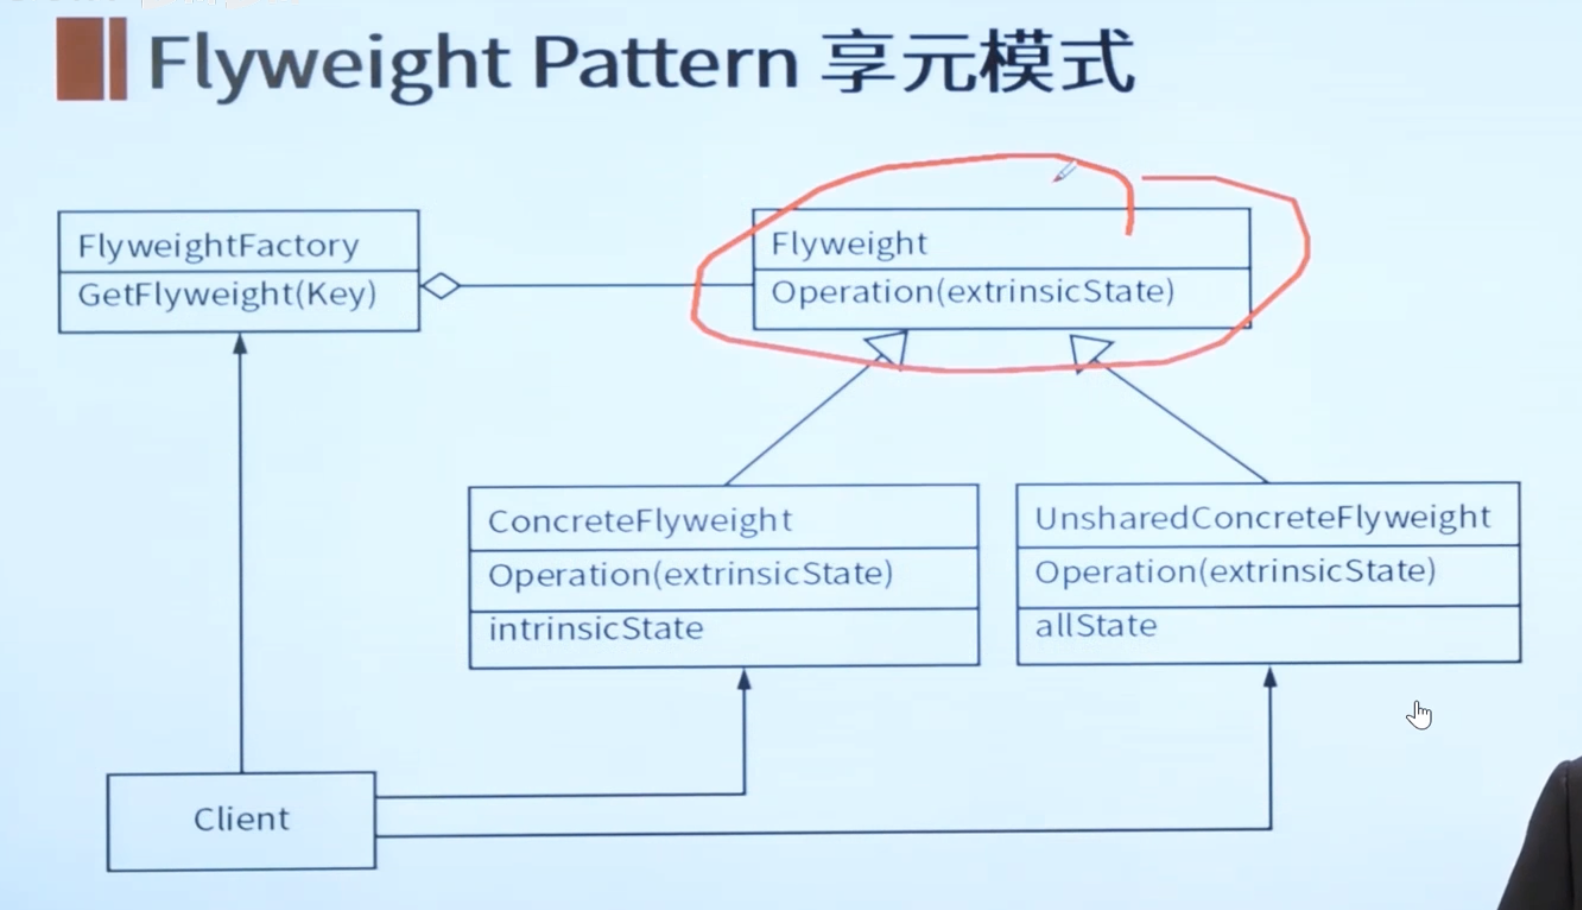 Flyweight Pattern 享元模式
FlyweightFactory
GetFlyweight(Key)
Flyweight
Operation(extrinsicState)
ConcreteFlyweight
Operation(extrinsicState)
intrinsicState
UnsharedConcreteFlyweight
Operation(extrinsicState)
allState
Client